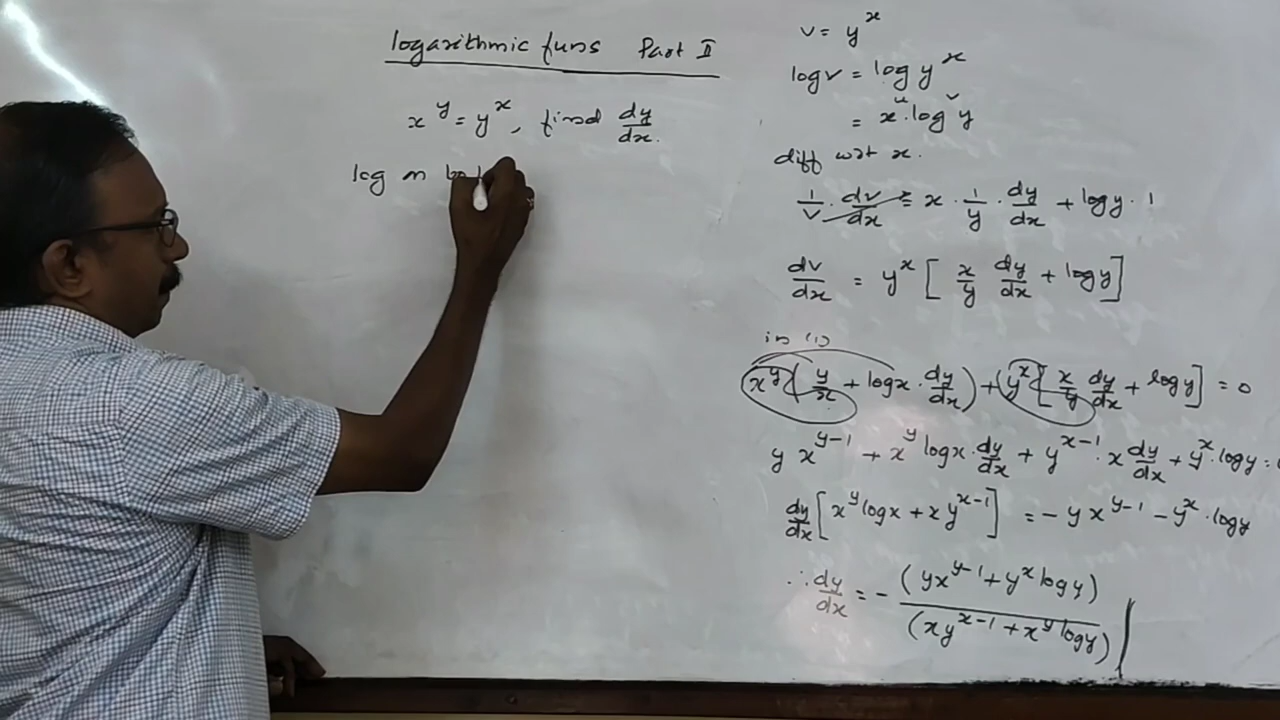 logarithmic funs Part II
x^y = y^x, find dy/dx.
log on bot
v = y^x
log v = log y^x
= x^u · log y^v
diff wrt x.
1/v · dv/dx = x · 1/y · dy/dx + log y · 1
dv/dx = y^x [ x/y dy/dx + log y ]
in (1)
x^y ( y/x + log x · dy/dx ) + ( y^x [ x/y dy/dx + log y ] = 0
y x^(y-1) + x^y log x · dy/dx + y^(x-1) · x dy/dx + y^x · log y = 0
dy/dx [ x^y log x + x y^(x-1) ] = - y x^(y-1) - y^x · log y
∴ dy/dx = - (y x^(y-1) + y^x log y) / (x y^(x-1) + x^y log y)